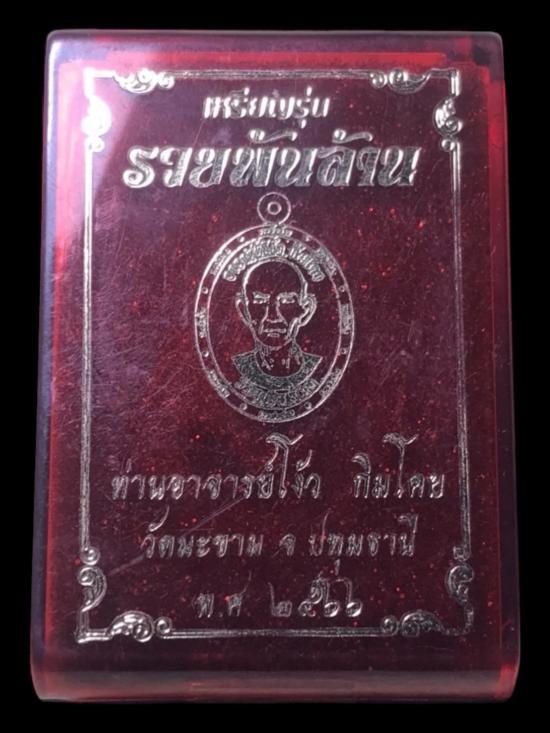 เหรียญรุ่น
รวยพันล้าน
ท่านอาจารย์โง้ว กิมโคย
วัดมะขาม จ.ปทุมธานี
พ.ศ. ๒๕๖๖